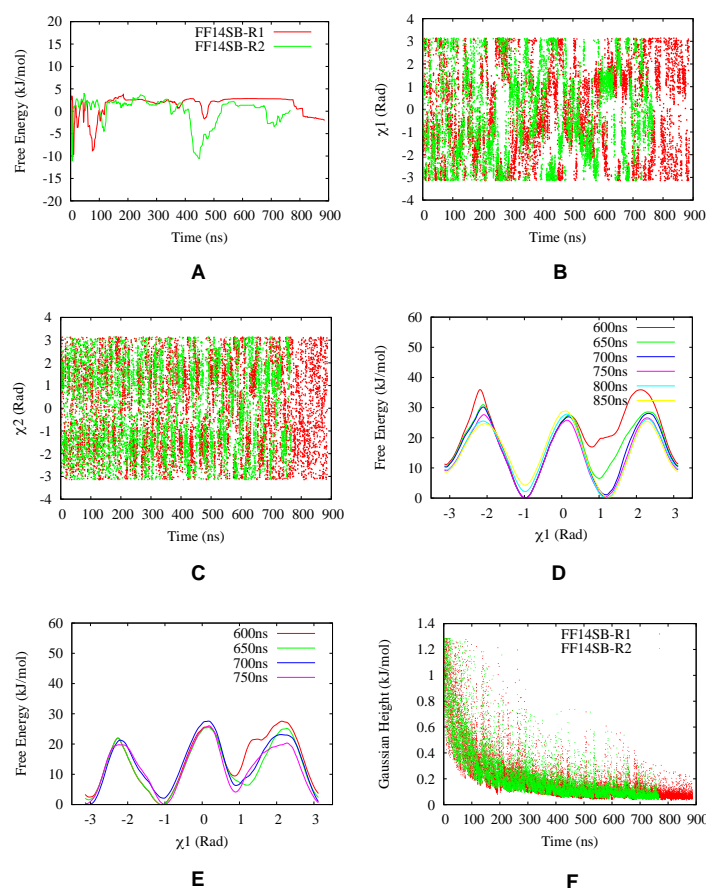 20
15
10
5
0
-5
-10
-15
-20
0 100 200 300 400 500 600 700 800 900
Free Energy (kJ/mol)
Time (ns)
FF14SB-R1
FF14SB-R2
A
4
3
2
1
0
-1
-2
-3
-4
0 100 200 300 400 500 600 700 800 900
χ1 (Rad)
Time (ns)
B
4
3
2
1
0
-1
-2
-3
-4
0 100 200 300 400 500 600 700 800 900
χ2 (Rad)
Time (ns)
C
60
50
40
30
20
10
0
-3 -2 -1 0 1 2 3
Free Energy (kJ/mol)
χ1 (Rad)
600ns
650ns
700ns
750ns
800ns
850ns
D
60
50
40
30
20
10
0
-3 -2 -1 0 1 2 3
Free Energy (kJ/mol)
χ1 (Rad)
600ns
650ns
700ns
750ns
E
1.4
1.2
1
0.8
0.6
0.4
0.2
0
0 100 200 300 400 500 600 700 800 900
Gaussian Height (kJ/mol)
Time (ns)
FF14SB-R1
FF14SB-R2
F